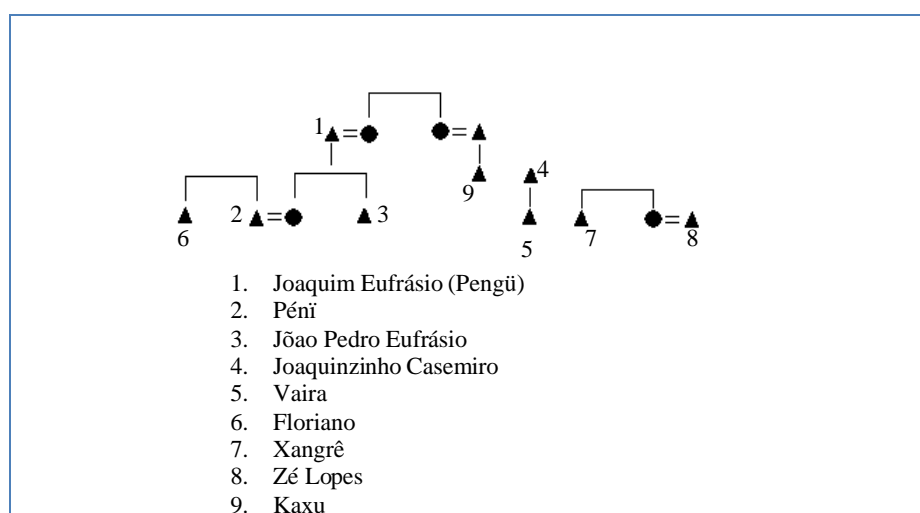 1
9
4
6
2
3
5
7
8
1. Joaquim Eufrásio (Pengü)
2. Pénï
3. Jõao Pedro Eufrásio
4. Joaquinzinho Casemiro
5. Vaira
6. Floriano
7. Xangrê
8. Zé Lopes
9. Kaxu